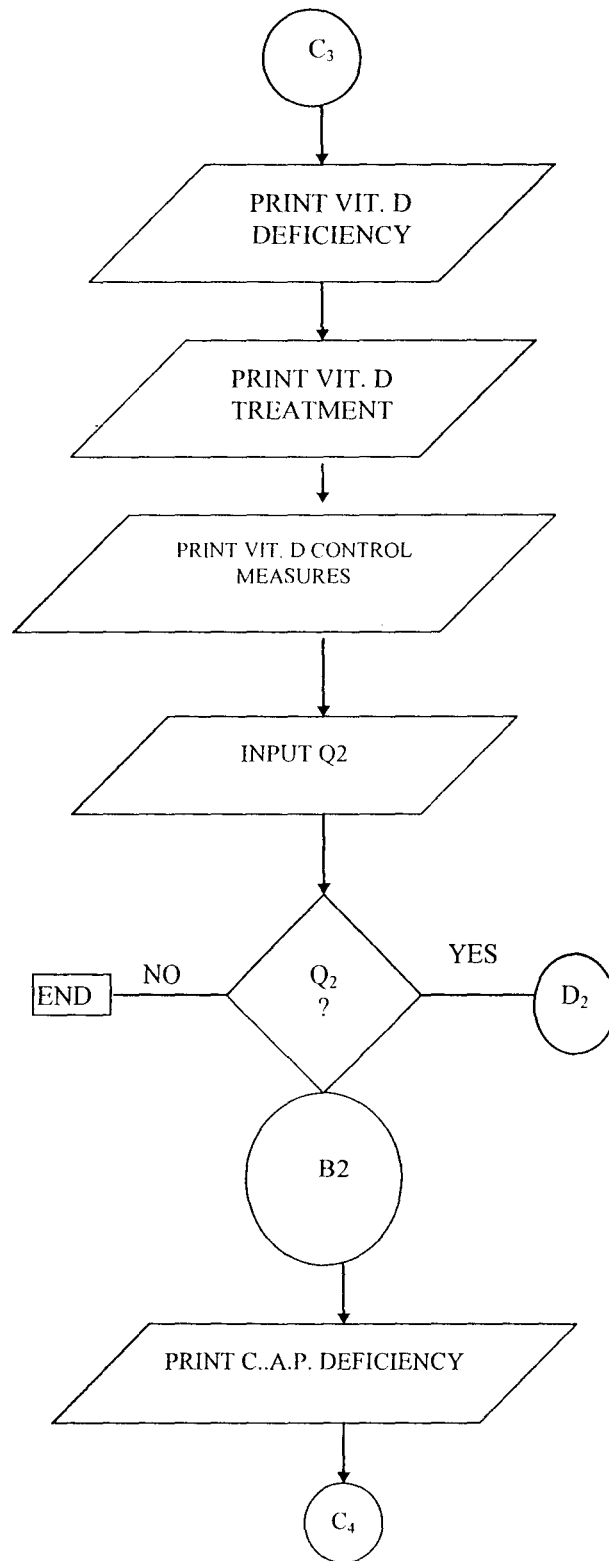 C₃
PRINT VIT. D
DEFICIENCY
PRINT VIT. D
TREATMENT
PRINT VIT. D CONTROL
MEASURES
INPUT Q2
NO
YES
END
Q₂
?
D₂
B2
PRINT C..A.P. DEFICIENCY
C₄